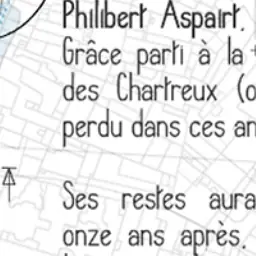 Philibert Aspairt,
Grâce parti à la
des Chartreux (o
perdu dans ces an
Ses restes aura
onze ans après,